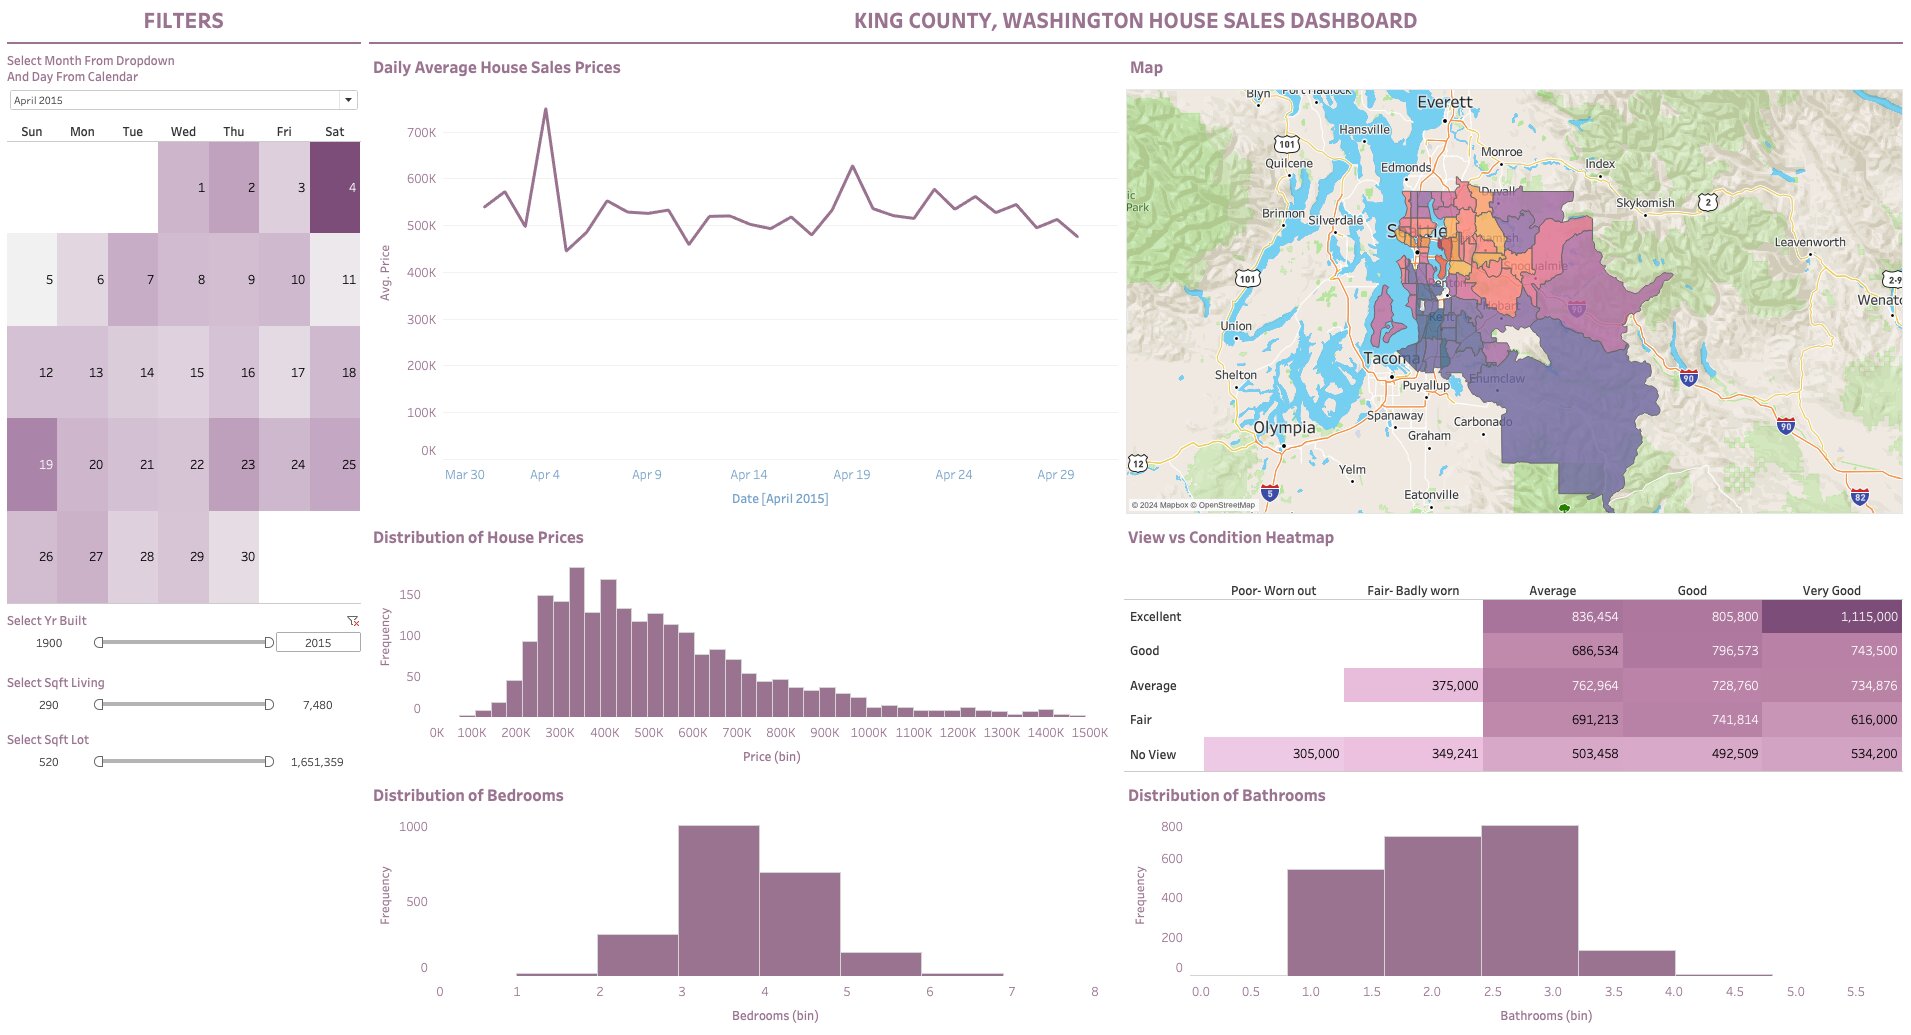 FILTERS
KING COUNTY, WASHINGTON HOUSE SALES DASHBOARD
Select Month From Dropdown
And Day From Calendar
April 2015
Sun Mon Tue Wed Thu Fri Sat
1 2 3 4
5 6 7 8 9 10 11
12 13 14 15 16 17 18
19 20 21 22 23 24 25
26 27 28 29 30
Select Yr Built
1900 2015
Select Sqft Living
290 7,480
Select Sqft Lot
520 1,651,359
Daily Average House Sales Prices
Avg. Price
700K
600K
500K
400K
300K
200K
100K
0K
Mar 30 Apr 4 Apr 9 Apr 14 Apr 19 Apr 24 Apr 29
Date [April 2015]
Map
Blyn
Port Hadlock
Everett
Hansville
101
Quilcene
Edmonds
Monroe
Index
Duvall
Skykomish
2
ic
Park
Brinnon
Silverdale
Leavenworth
Snoqualmie
101
Renton
2-9
Wenatc
Hobart
90
Kent
Union
Tacoma
Shelton
Puyallup
Enumclaw
90
Spanaway
Carbonado
Olympia
Graham
90
12
Yelm
5
Eatonville
82
© 2024 Mapbox © OpenStreetMap
Distribution of House Prices
Frequency
150
100
50
0
0K 100K 200K 300K 400K 500K 600K 700K 800K 900K 1000K 1100K 1200K 1300K 1400K 1500K
Price (bin)
View vs Condition Heatmap
Poor- Worn out Fair- Badly worn Average Good Very Good
Excellent 836,454 805,800 1,115,000
Good 686,534 796,573 743,500
Average 375,000 762,964 728,760 734,876
Fair 691,213 741,814 616,000
No View 305,000 349,241 503,458 492,509 534,200
Distribution of Bedrooms
Frequency
1000
500
0
0 1 2 3 4 5 6 7 8
Bedrooms (bin)
Distribution of Bathrooms
Frequency
800
600
400
200
0
0.0 0.5 1.0 1.5 2.0 2.5 3.0 3.5 4.0 4.5 5.0 5.5
Bathrooms (bin)